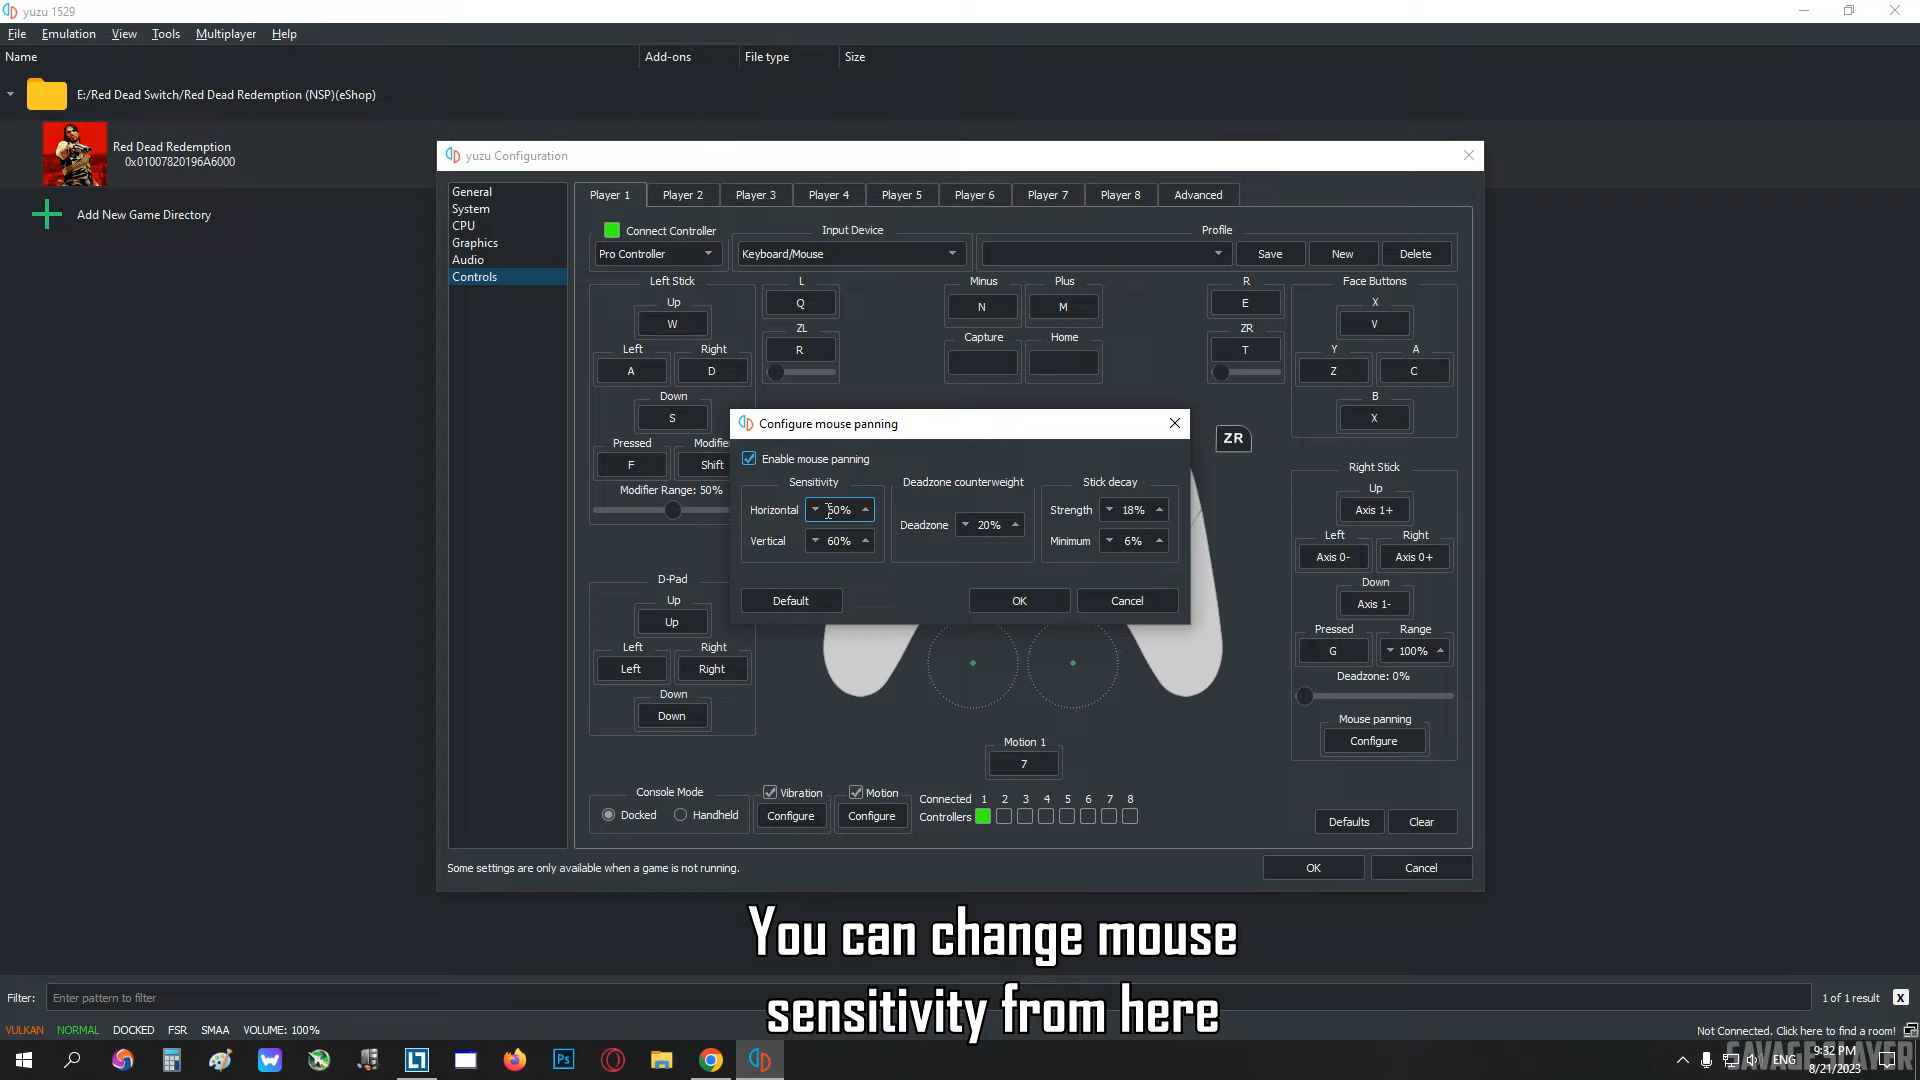 yuzu 1529
File Emulation View Tools Multiplayer Help
Name Add-ons File type Size
E:/Red Dead Switch/Red Dead Redemption (NSP)(eShop)
Red Dead Redemption
0x01007820196A6000
Add New Game Directory
yuzu Configuration
General
System
CPU
Graphics
Audio
Controls
Player 1 Player 2 Player 3 Player 4 Player 5 Player 6 Player 7 Player 8 Advanced
Connect Controller Input Device Profile
Pro Controller Keyboard/Mouse Save New Delete
Left Stick L Minus Plus R Face Buttons
Up Q N M E X
W V
ZL Capture Home ZR
Left Right R T Y A
A D Z C
Down B
S X
Pressed Modifier
F Shift
Modifier Range: 50%
ZR
Configure mouse panning
Enable mouse panning
Sensitivity Deadzone counterweight Stick decay
Horizontal 60% Strength 18%
Deadzone 20%
Vertical 60% Minimum 6%
Default OK Cancel
Right Stick
Up
Axis 1+
Left Right
Axis 0- Axis 0+
Down
Axis 1-
Pressed Range
G 100%
Deadzone: 0%
Mouse panning
Configure
D-Pad
Up
Up
Left Right
Left Right
Down
Down
Motion 1
7
Console Mode Vibration Motion Connected 1 2 3 4 5 6 7 8
Docked Handheld Configure Configure Controllers
Defaults Clear
Some settings are only available when a game is not running. OK Cancel
You can change mouse
sensitivity from here
Filter: Enter pattern to filter 1 of 1 result X
VULKAN NORMAL DOCKED FSR SMAA VOLUME: 100% Not Connected. Click here to find a room!
Ps ENG 9:32 PM
8/21/2023
SAVAGE SLAYER